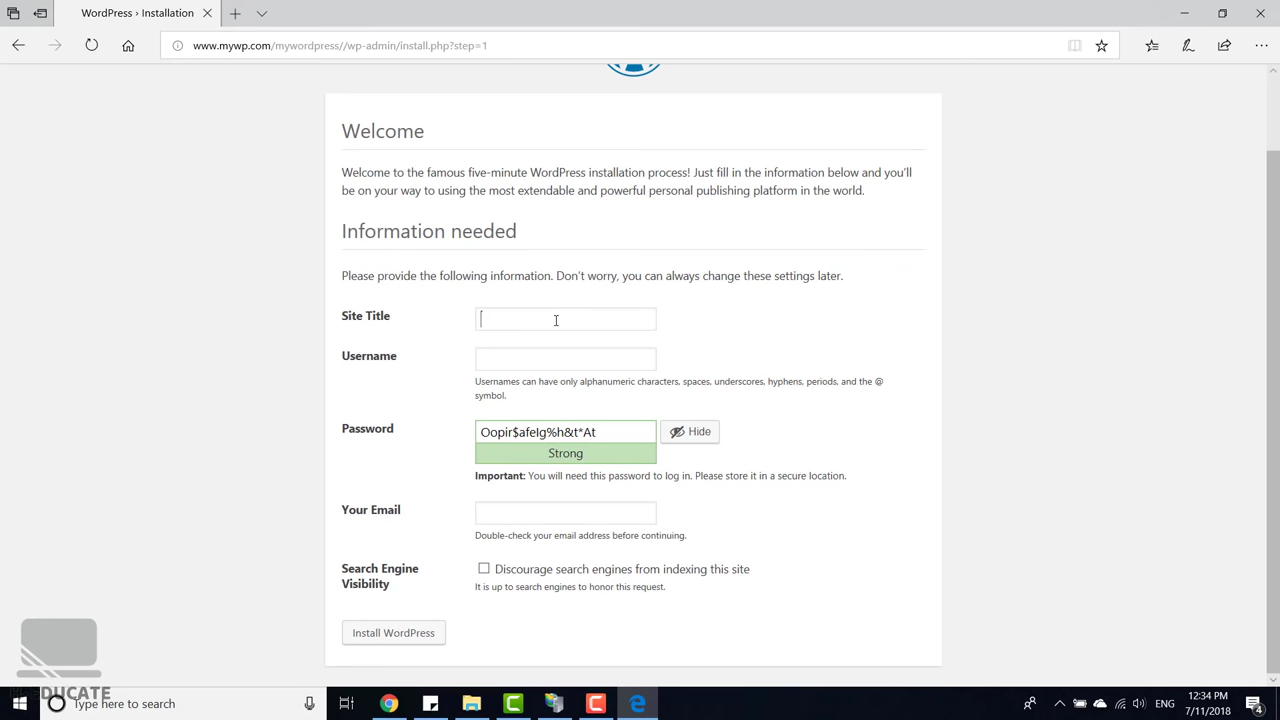 WordPress › Installation
www.mywp.com/mywordpress//wp-admin/install.php?step=1
Welcome
Welcome to the famous five-minute WordPress installation process! Just fill in the information below and you'll
be on your way to using the most extendable and powerful personal publishing platform in the world.
Information needed
Please provide the following information. Don't worry, you can always change these settings later.
Site Title
Username
Usernames can have only alphanumeric characters, spaces, underscores, hyphens, periods, and the @
symbol.
Password
Oopir$afeIg%h&t*At
Hide
Strong
Important: You will need this password to log in. Please store it in a secure location.
Your Email
Double-check your email address before continuing.
Search Engine
Visibility
Discourage search engines from indexing this site
It is up to search engines to honor this request.
Install WordPress
EDUCATE
Type here to search
ENG
12:34 PM
7/11/2018
4